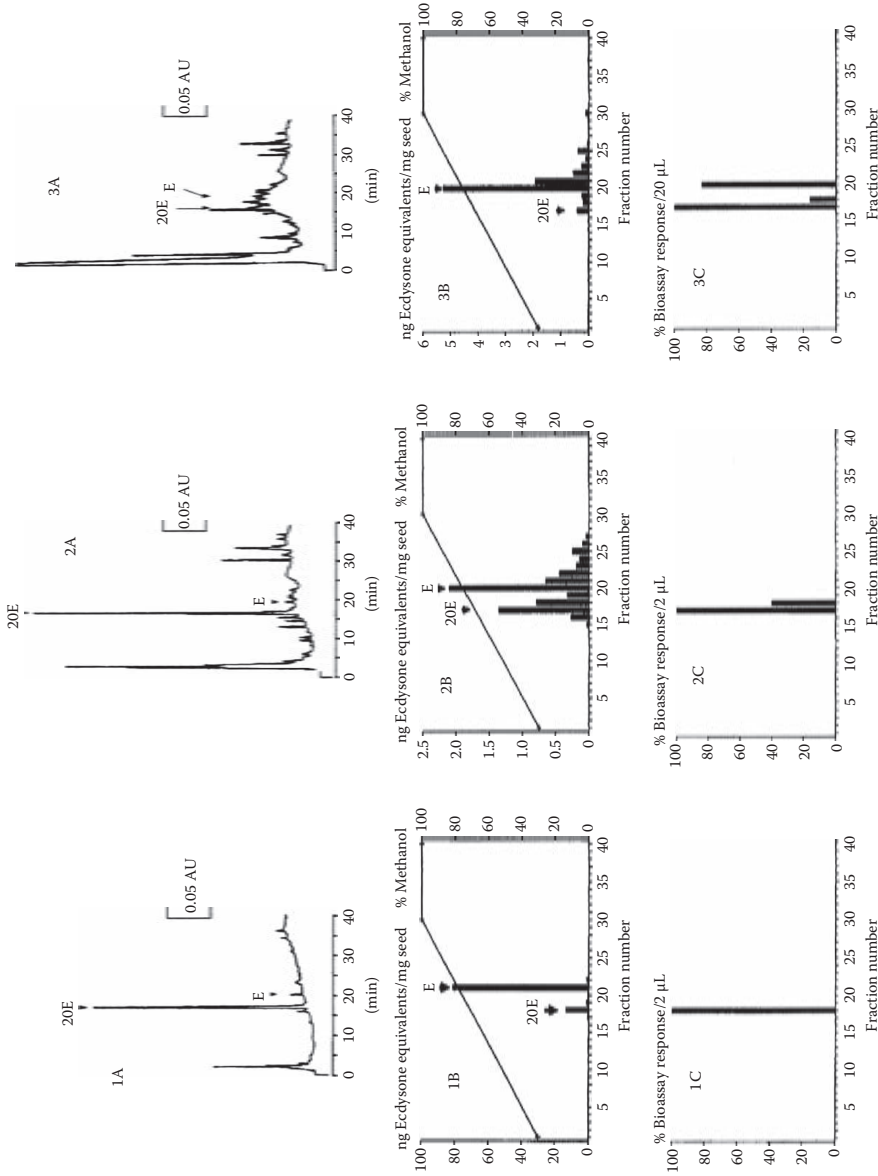 1A
20E
E
0.05 AU
0 10 20 30 40
(min)
2A
20E
E
0.05 AU
0 10 20 30 40
(min)
3A
20E
E
0.05 AU
0 10 20 30 40
(min)
ng Ecdysone equivalents/mg seed % Methanol
100 80 60 40 20 0
1B
E
20E
100 80 60 40 20 0
5 10 15 20 25 30 35 40
Fraction number
ng Ecdysone equivalents/mg seed % Methanol
2.5 2.0 1.5 1.0 0.5 0
2B
E
20E
100 80 60 40 20 0
5 10 15 20 25 30 35 40
Fraction number
ng Ecdysone equivalents/mg seed % Methanol
6 5 4 3 2 1 0
3B
E
20E
100 80 60 40 20 0
5 10 15 20 25 30 35 40
Fraction number
% Bioassay response/2 μL
100 80 60 40 20 0
1C
5 10 15 20 25 30 35 40
Fraction number
% Bioassay response/2 μL
100 80 60 40 20 0
2C
5 10 15 20 25 30 35 40
Fraction number
% Bioassay response/20 μL
100 80 60 40 20 0
3C
5 10 15 20 25 30 35 40
Fraction number